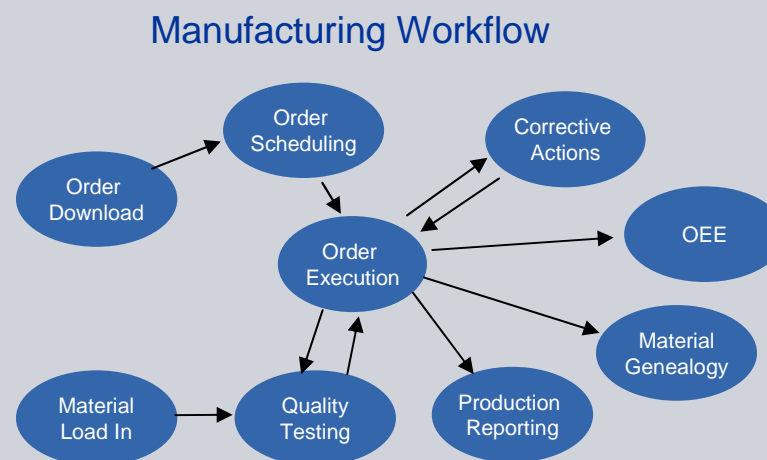 Manufacturing Workflow
Order
Scheduling
Corrective
Actions
Order
Download
OEE
Order
Execution
Material
Genealogy
Material
Load In
Quality
Testing
Production
Reporting